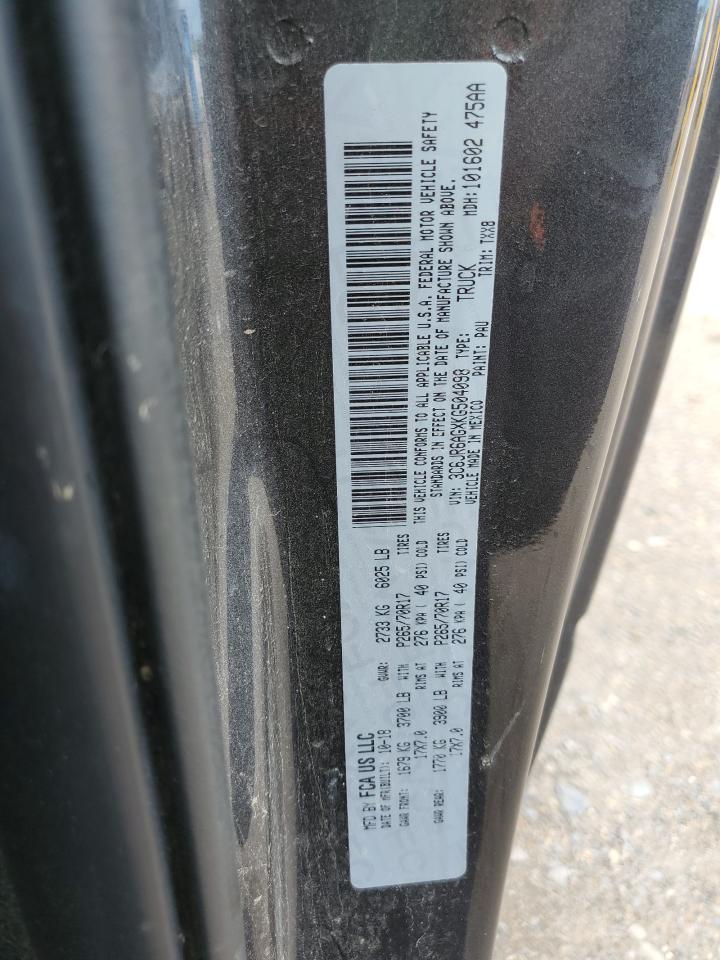 MFD BY FCA US LLC
DATE OF MFR(BUILT): 10-18 GVWR: 2733 KG 6025 LB
GAWR FRONT: 1679 KG 3700 LB WITH P265/70R17 TIRES
17X7.0 RIMS AT 276 KPA ( 40 PSI) COLD
GAWR REAR: 1770 KG 3900 LB WITH P265/70R17 TIRES
17X7.0 RIMS AT 276 KPA ( 40 PSI) COLD
THIS VEHICLE CONFORMS TO ALL APPLICABLE U.S.A. FEDERAL MOTOR VEHICLE SAFETY
STANDARDS IN EFFECT ON THE DATE OF MANUFACTURE SHOWN ABOVE.
VIN: 3C6JR6AGXKG504098 TYPE: TRUCK MDH:101602 475AA
VEHICLE MADE IN MEXICO PAINT: PAU TRIM: TXX8